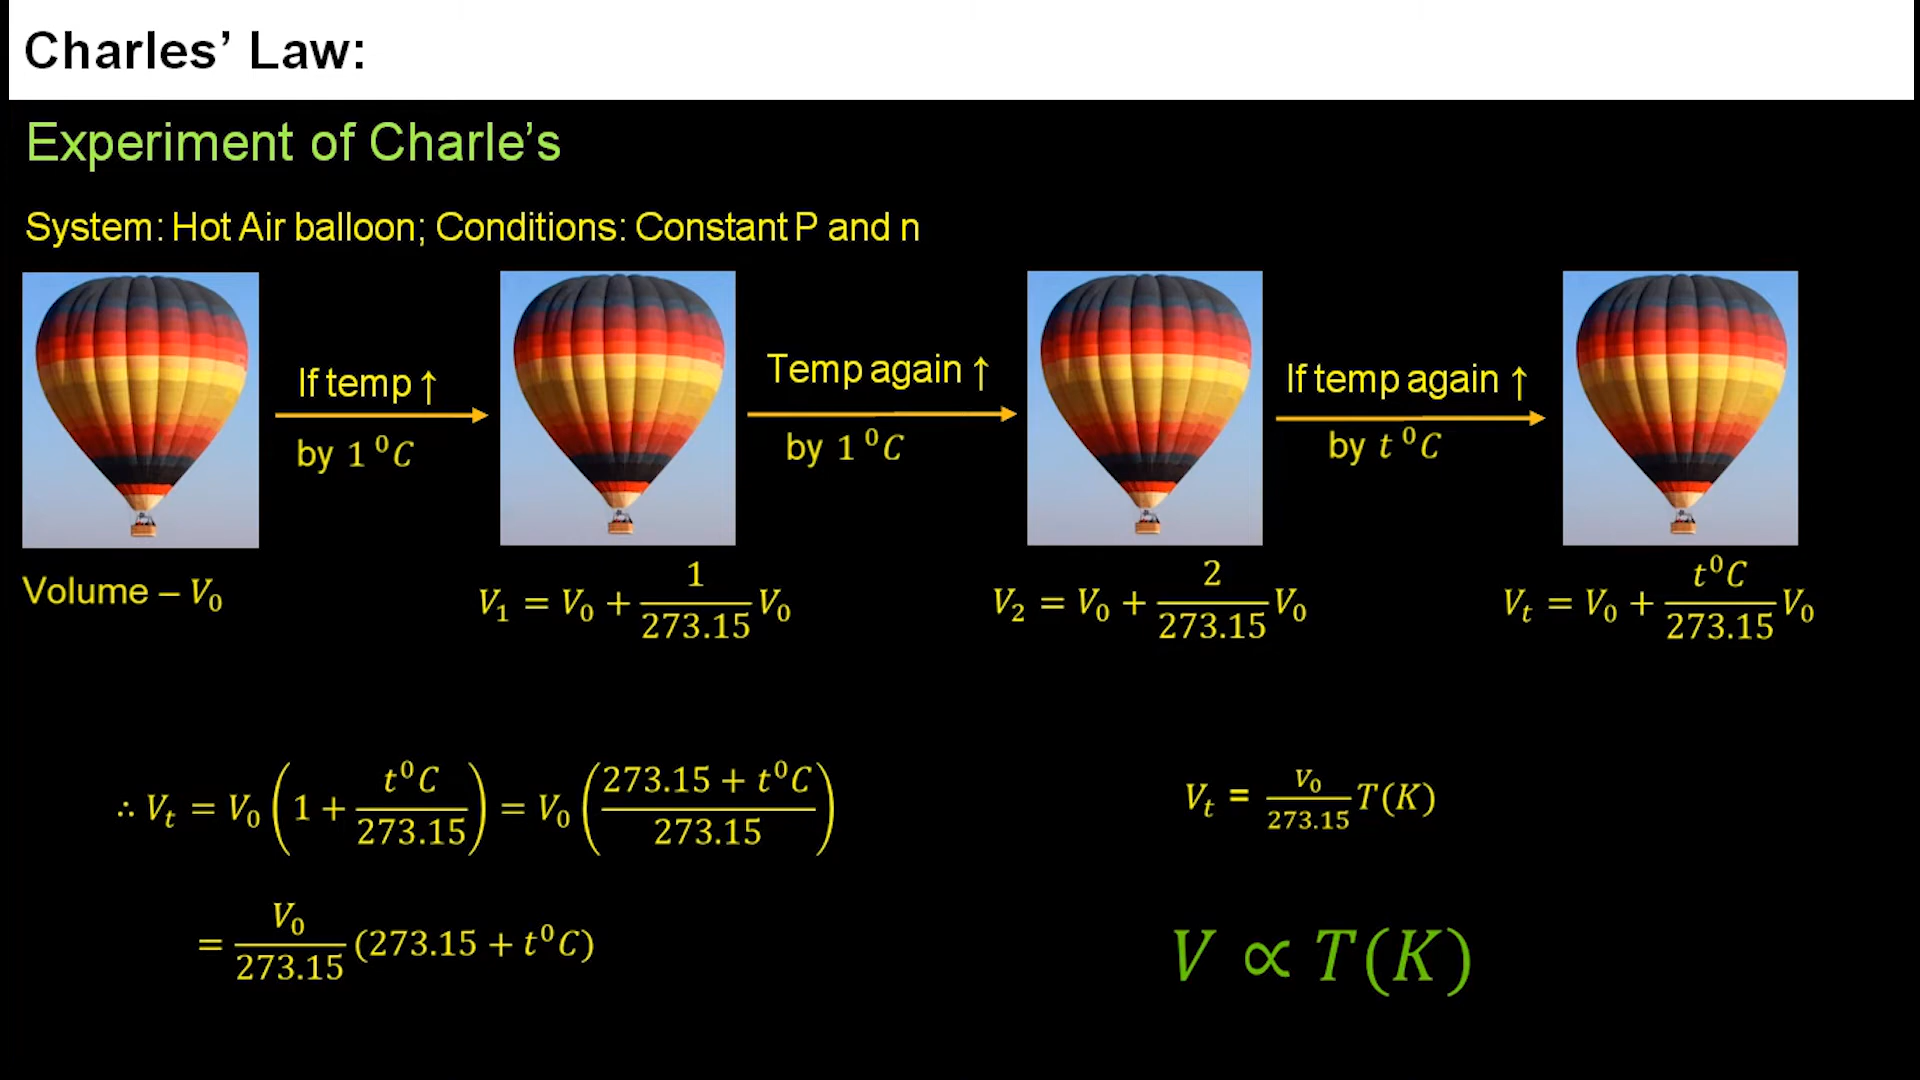 Charles’ Law:
Experiment of Charle’s
System: Hot Air balloon; Conditions: Constant P and n
If temp ↑
by 1 ⁰C
Temp again ↑
by 1 ⁰C
If temp again ↑
by t ⁰C
Volume – V₀
V₁ = V₀ + 1/273.15 V₀
V₂ = V₀ + 2/273.15 V₀
Vₜ = V₀ + t⁰C/273.15 V₀
∴ Vₜ = V₀ (1 + t⁰C/273.15) = V₀ ((273.15 + t⁰C)/273.15)
= V₀/273.15 (273.15 + t⁰C)
Vₜ = V₀/273.15 T(K)
V ∝ T(K)